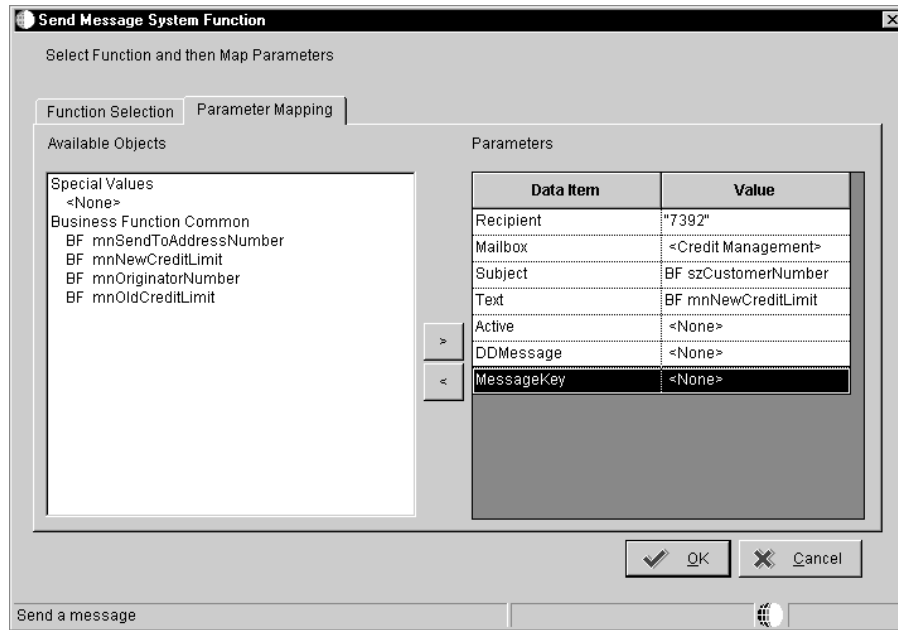 Send Message System Function
Select Function and then Map Parameters
Function Selection Parameter Mapping
Available Objects
Special Values
<None>
Business Function Common
BF mnSendToAddressNumber
BF mnNewCreditLimit
BF mnOriginatorNumber
BF mnOldCreditLimit
>
<
Parameters
Data Item Value
Recipient "7392"
Mailbox <Credit Management>
Subject BF szCustomerNumber
Text BF mnNewCreditLimit
Active <None>
DDMessage <None>
MessageKey <None>
OK Cancel
Send a message